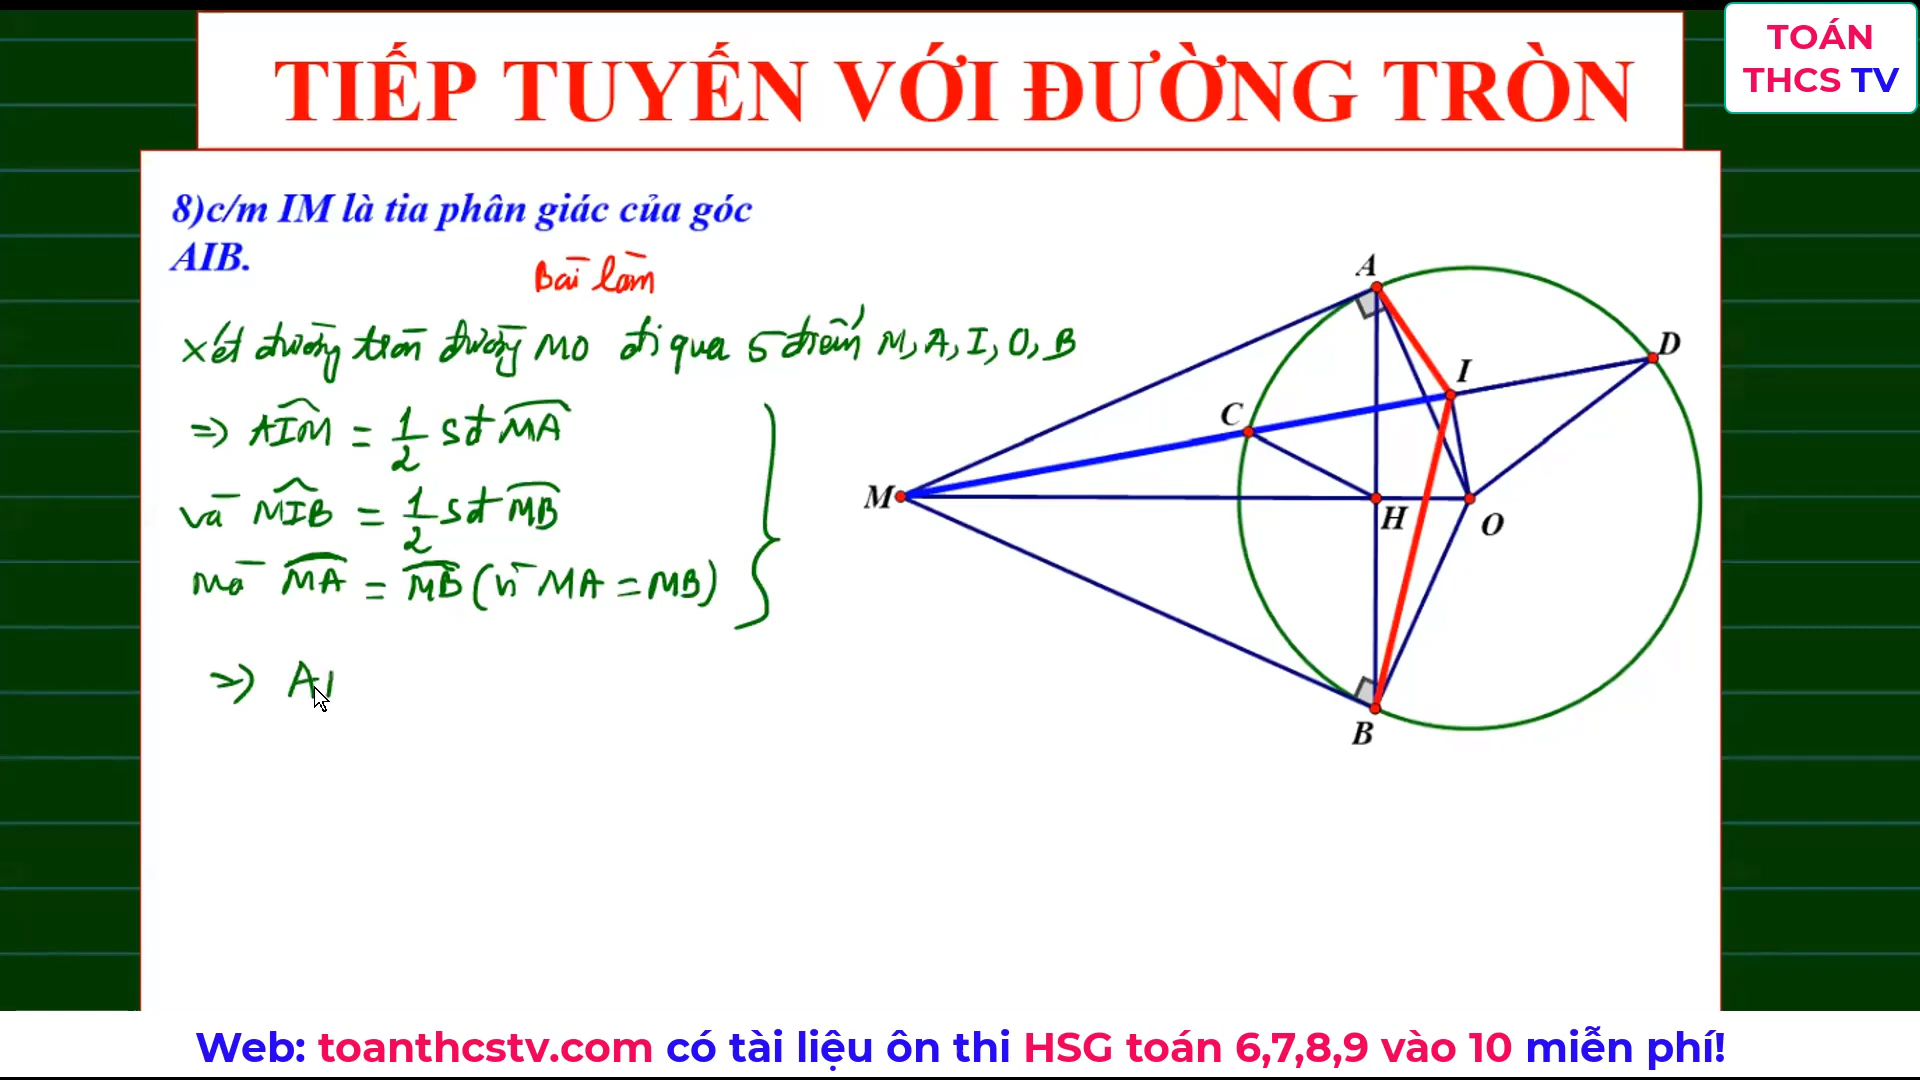 TIẾP TUYẾN VỚI ĐƯỜNG TRÒN
TOÁN
THCS TV
8)c/m IM là tia phân giác của góc
AIB.
Bài làm
xét đường tròn đường MO đi qua 5 điểm M, A, I, O, B
=> AIM = 1/2 sđ MA
và MIB = 1/2 sđ MB
mà MA = MB (vì MA = MB)
=> AI
A
D
I
C
M
H
O
B
Web: toanthcstv.com có tài liệu ôn thi HSG toán 6,7,8,9 vào 10 miễn phí!